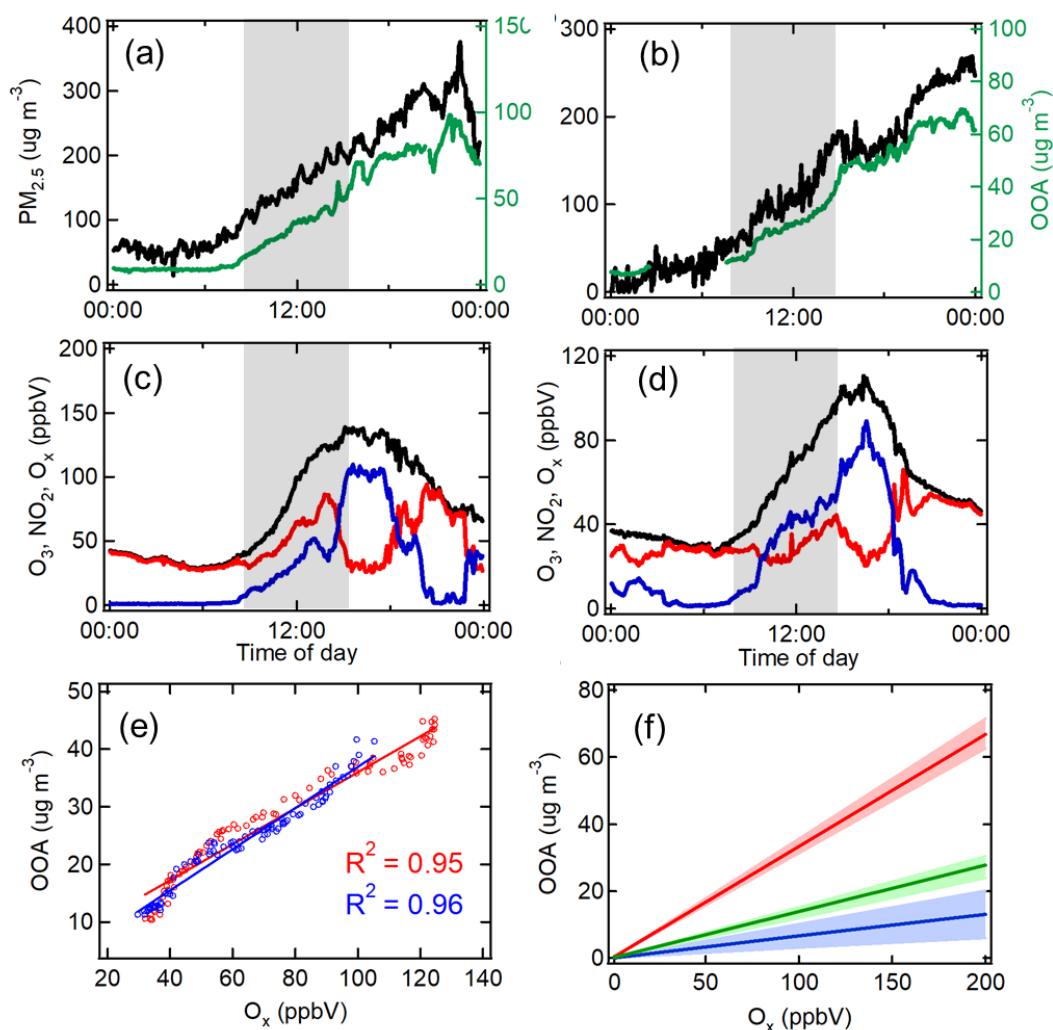 (a)
400
300
200
100
0
PM2.5 (ug m-3)
150
100
50
0
00:00 12:00 00:00
(b)
300
200
100
0
100
80
60
40
20
0
OOA (ug m-3)
00:00 12:00 00:00
(c)
200
150
100
50
0
O3, NO2, Ox (ppbV)
00:00 12:00 00:00
Time of day
(d)
120
80
40
0
O3, NO2, Ox (ppbV)
00:00 12:00 00:00
Time of day
(e)
50
40
30
20
10
OOA (ug m-3)
R2 = 0.95
R2 = 0.96
20 40 60 80 100 120 140
Ox (ppbV)
(f)
80
60
40
20
0
OOA (ug m-3)
0 50 100 150 200
Ox (ppbV)